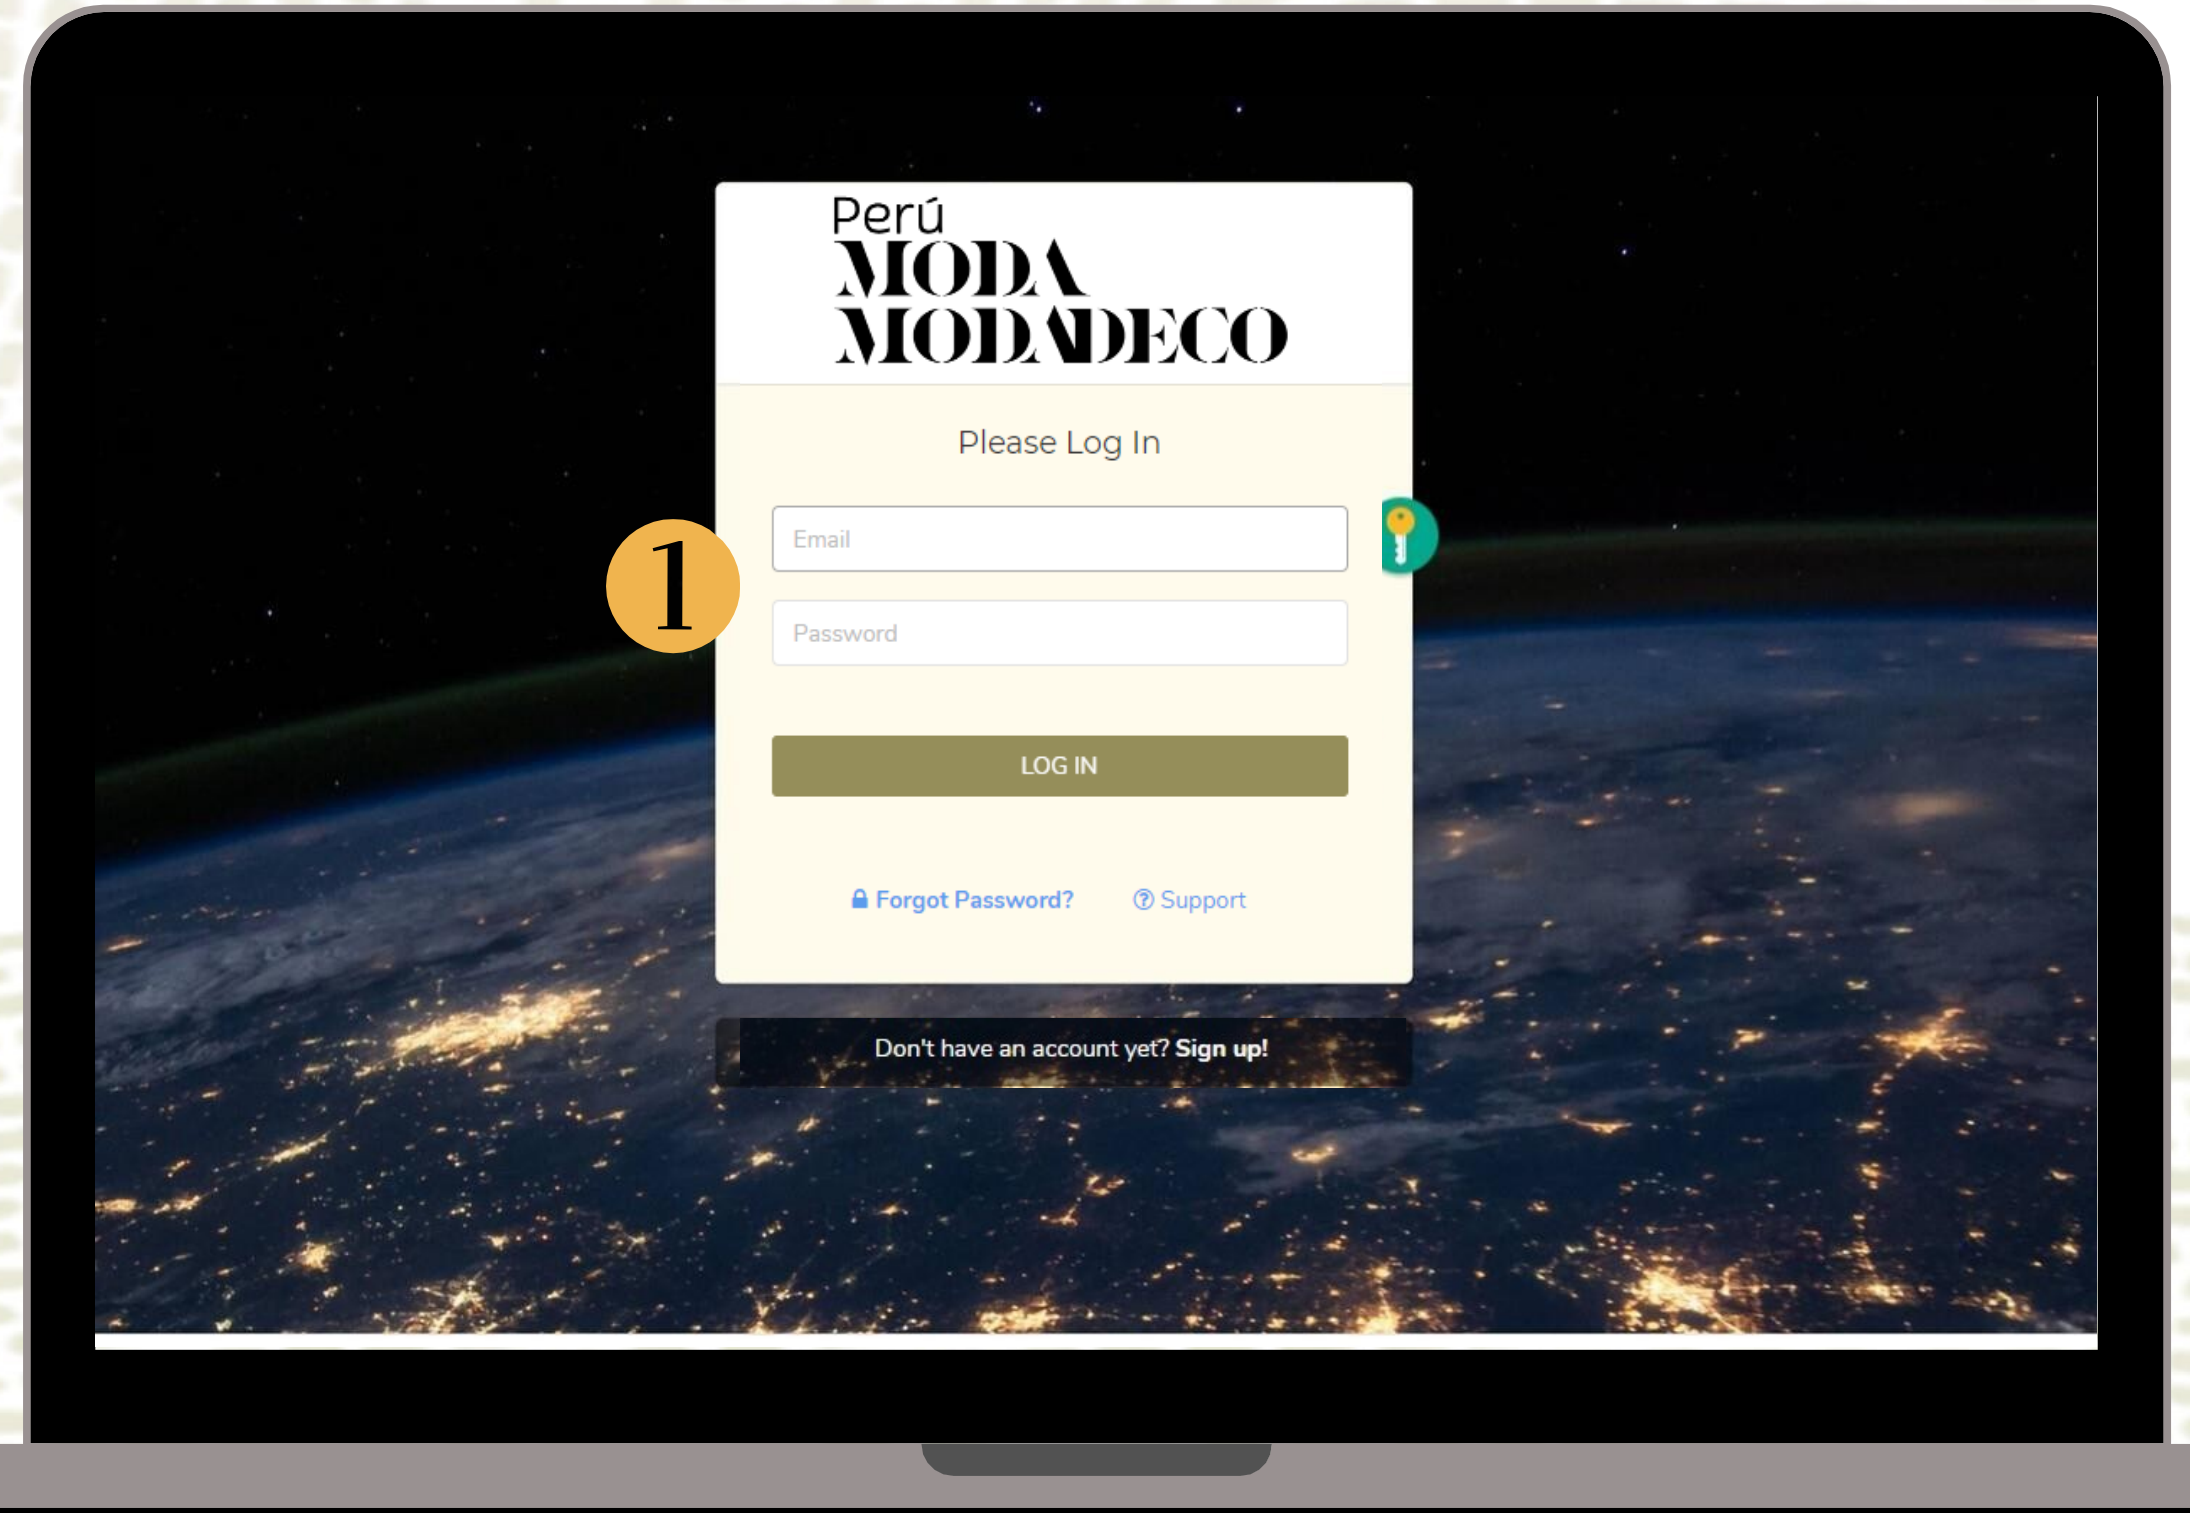 Perú
MODA
MODADECO
Please Log In
1
Email
Password
LOG IN
Forgot Password?
Support
Don't have an account yet? Sign up!